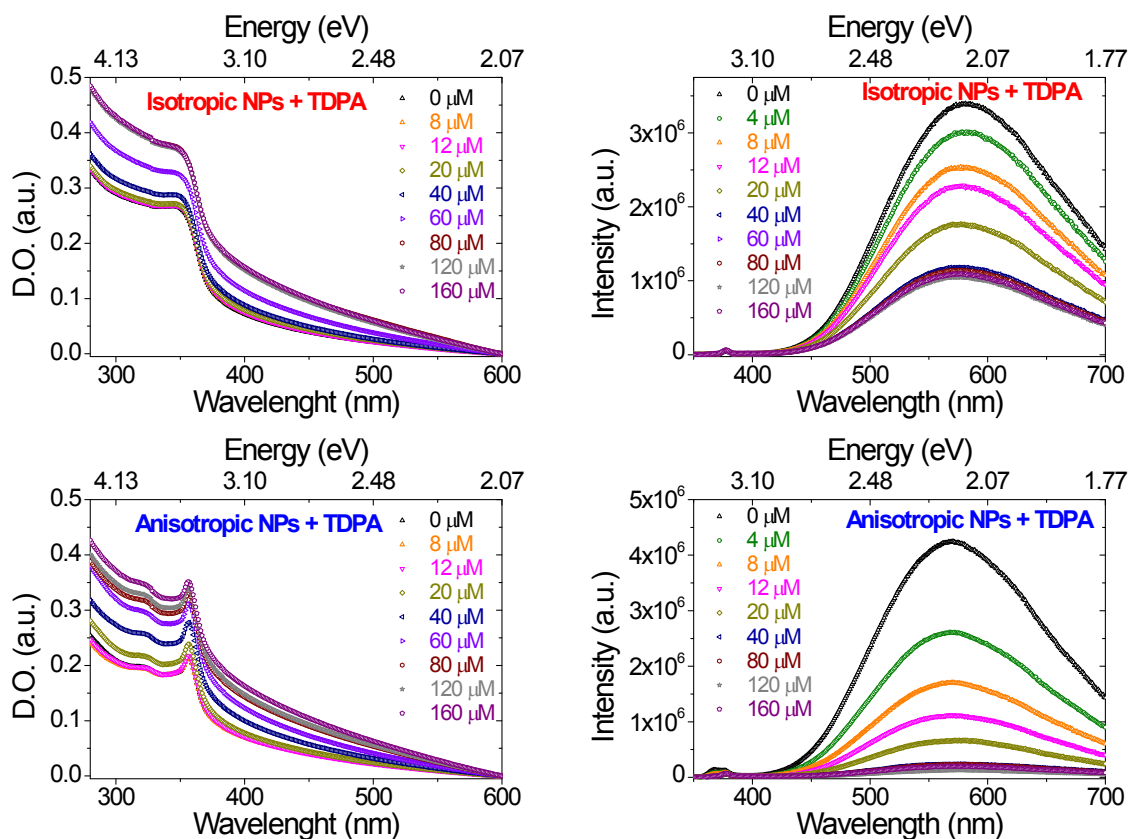 Energy (eV)
4.13 3.10 2.48 2.07
0.5
0.4
0.3
0.2
0.1
0.0
D.O. (a.u.)
Isotropic NPs + TDPA
0 μM
8 μM
12 μM
20 μM
40 μM
60 μM
80 μM
120 μM
160 μM
300 400 500 600
Wavelenght (nm)
Energy (eV)
3.10 2.48 2.07 1.77
3x10⁶
2x10⁶
1x10⁶
0
Intensity (a.u.)
Isotropic NPs + TDPA
0 μM
4 μM
8 μM
12 μM
20 μM
40 μM
60 μM
80 μM
120 μM
160 μM
400 500 600 700
Wavelength (nm)
Energy (eV)
4.13 3.10 2.48 2.07
0.5
0.4
0.3
0.2
0.1
0.0
D.O. (a.u.)
Anisotropic NPs + TDPA
0 μM
8 μM
12 μM
20 μM
40 μM
60 μM
80 μM
120 μM
160 μM
300 400 500 600
Wavelenght (nm)
Energy (eV)
3.10 2.48 2.07 1.77
5x10⁶
4x10⁶
3x10⁶
2x10⁶
1x10⁶
0
Intensity (a.u.)
Anisotropic NPs + TDPA
0 μM
4 μM
8 μM
12 μM
20 μM
40 μM
80 μM
120 μM
160 μM
400 500 600 700
Wavelength (nm)